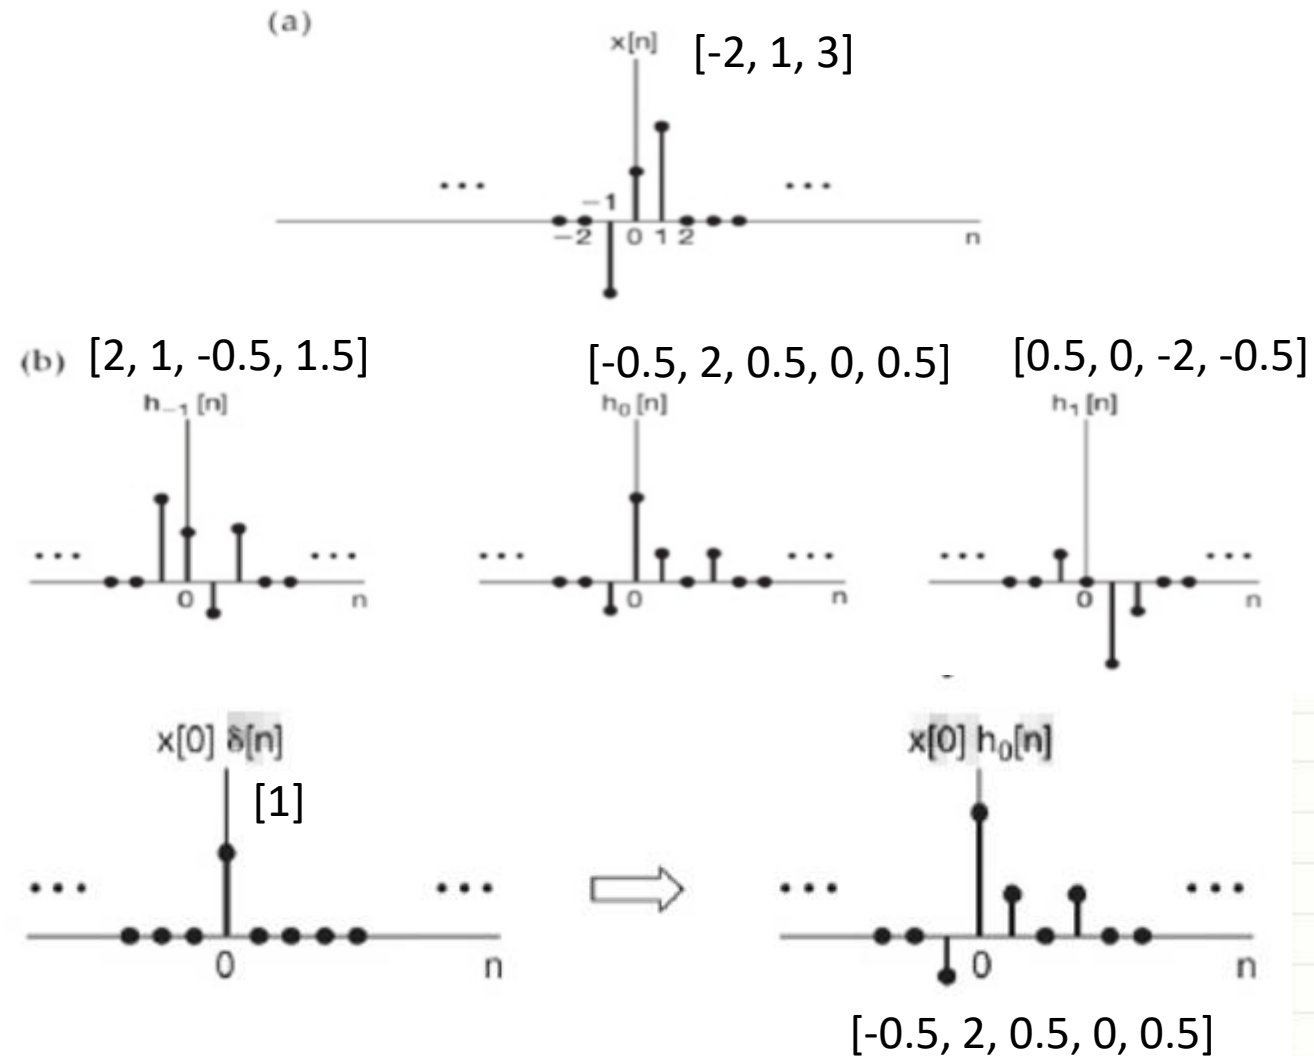 (a)
x[n] [-2, 1, 3]
... ...
−1
−2 0 1 2 n
(b) [2, 1, -0.5, 1.5] [-0.5, 2, 0.5, 0, 0.5] [0.5, 0, -2, -0.5]
h₋₁[n] h₀[n] h₁[n]
... ... ... ... ... ...
0 n 0 n 0 n
x[0] δ[n] x[0] h₀[n]
[1]
... ... ... ...
0 n 0 n
[-0.5, 2, 0.5, 0, 0.5]